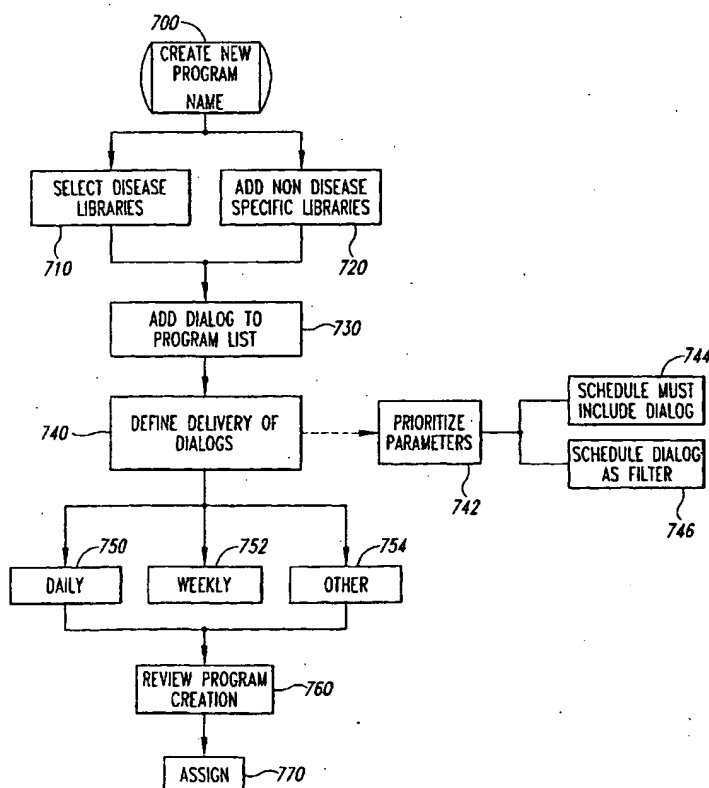 700
CREATE NEW
PROGRAM
NAME
SELECT DISEASE
LIBRARIES
710
ADD NON DISEASE
SPECIFIC LIBRARIES
720
ADD DIALOG TO
PROGRAM LIST
730
740
DEFINE DELIVERY OF
DIALOGS
PRIORITIZE
PARAMETERS
742
744
SCHEDULE MUST
INCLUDE DIALOG
SCHEDULE DIALOG
AS FILTER
746
750
DAILY
752
WEEKLY
754
OTHER
REVIEW PROGRAM
CREATION
760
ASSIGN
770